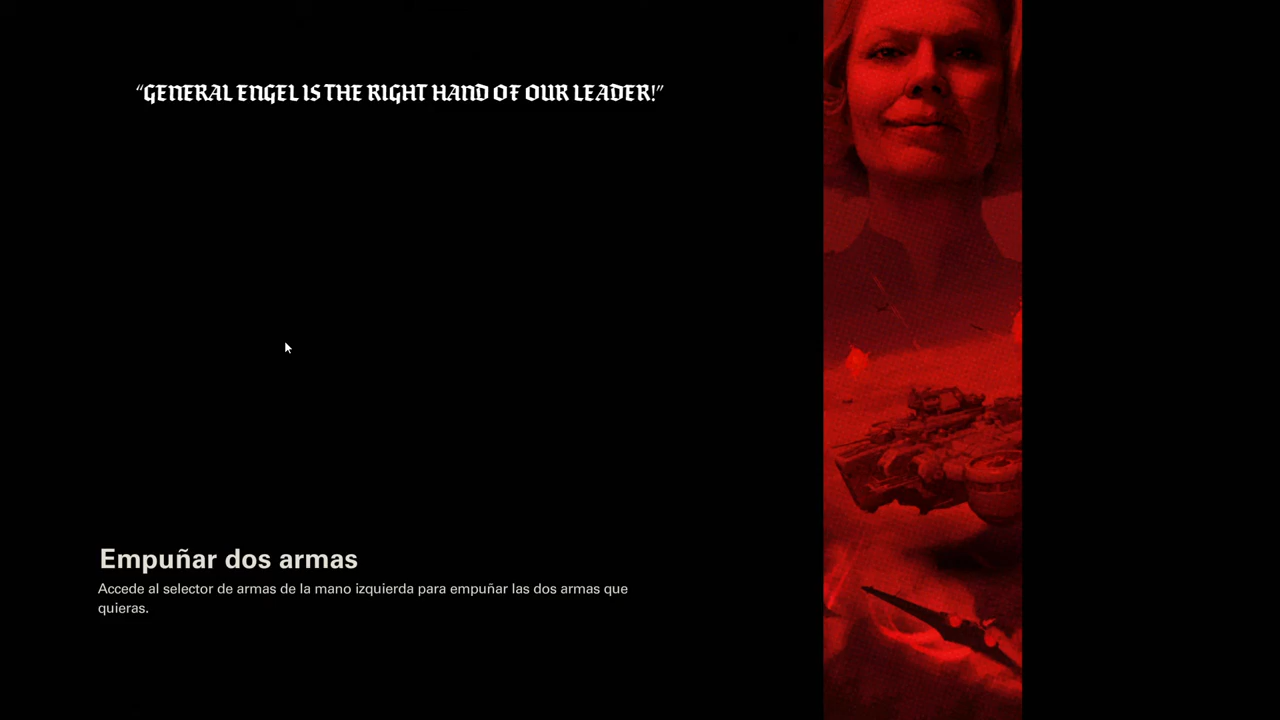 “GENERAL ENGEL IS THE RIGHT HAND OF OUR LEADER!”
Empuñar dos armas
Accede al selector de armas de la mano izquierda para empuñar las dos armas que
quieras.